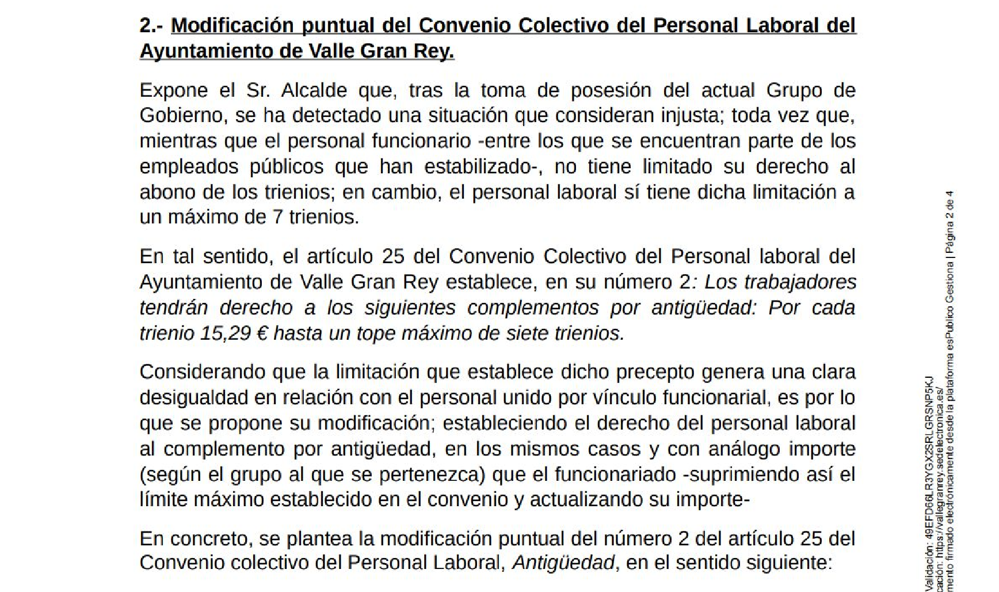 2.- Modificación puntual del Convenio Colectivo del Personal Laboral del
Ayuntamiento de Valle Gran Rey.
Expone el Sr. Alcalde que, tras la toma de posesión del actual Grupo de
Gobierno, se ha detectado una situación que consideran injusta; toda vez que,
mientras que el personal funcionario -entre los que se encuentran parte de los
empleados públicos que han estabilizado-, no tiene limitado su derecho al
abono de los trienios; en cambio, el personal laboral sí tiene dicha limitación a
un máximo de 7 trienios.
En tal sentido, el artículo 25 del Convenio Colectivo del Personal laboral del
Ayuntamiento de Valle Gran Rey establece, en su número 2: Los trabajadores
tendrán derecho a los siguientes complementos por antigüedad: Por cada
trienio 15,29 € hasta un tope máximo de siete trienios.
Considerando que la limitación que establece dicho precepto genera una clara
desigualdad en relación con el personal unido por vínculo funcionarial, es por lo
que se propone su modificación; estableciendo el derecho del personal laboral
al complemento por antigüedad, en los mismos casos y con análogo importe
(según el grupo al que se pertenezca) que el funcionariado -suprimiendo así el
límite máximo establecido en el convenio y actualizando su importe-
En concreto, se plantea la modificación puntual del número 2 del artículo 25 del
Convenio colectivo del Personal Laboral, Antigüedad, en el sentido siguiente:
Validación: 49EFD66LR3YGX2SRLGRSNP5KJ
cación: https://vallegranrey.sedelectronica.es/
mento firmado electrónicamente desde la plataforma esPublico Gestiona | Página 2 de 4